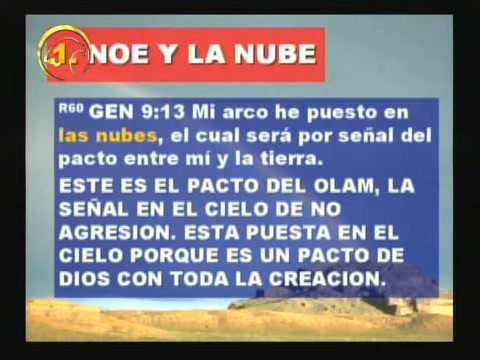 1. NOE Y LA NUBE
R60 GEN 9:13 Mi arco he puesto en
las nubes, el cual será por señal del
pacto entre mí y la tierra.
ESTE ES EL PACTO DEL OLAM, LA
SEÑAL EN EL CIELO DE NO
AGRESION. ESTA PUESTA EN EL
CIELO PORQUE ES UN PACTO DE
DIOS CON TODA LA CREACION.